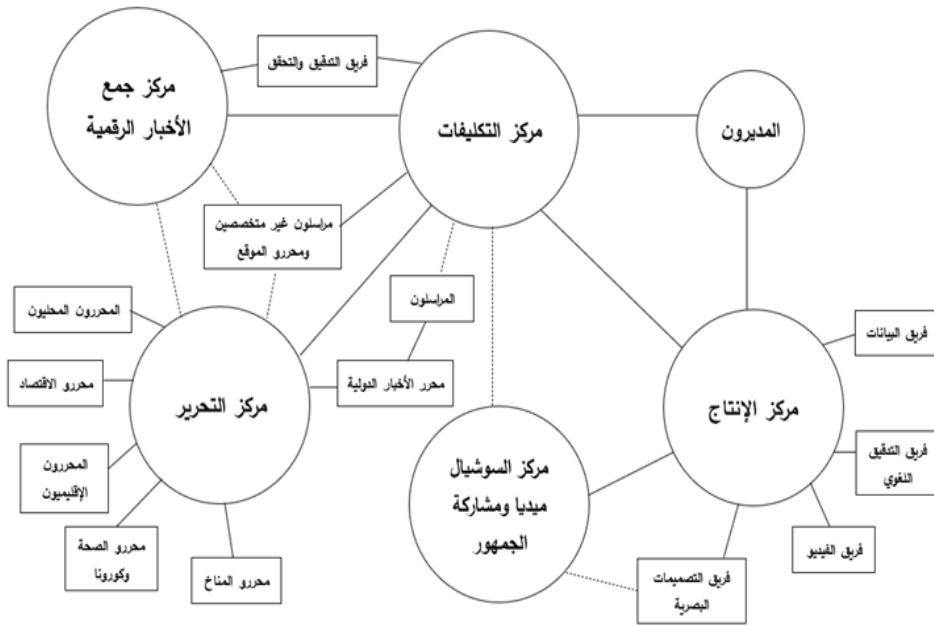 فريق التدقيق والتحقق
مركز جمع
الأخبار الرقمية
مركز التكليفات
المديرون
مراسلون غير متخصصين
ومحررو الموقع
المراسلون
المحررون المحليون
محرر الأخبار الدولية
محررو الاقتصاد
مركز التحرير
المحررون
الإقليميون
محررو الصحة
وكورونا
محررو المناخ
مركز السوشيال
ميديا ومشاركة
الجمهور
مركز الإنتاج
فريق البيانات
فريق التدقيق
اللغوي
فريق الفيديو
فريق التصميمات
البصرية